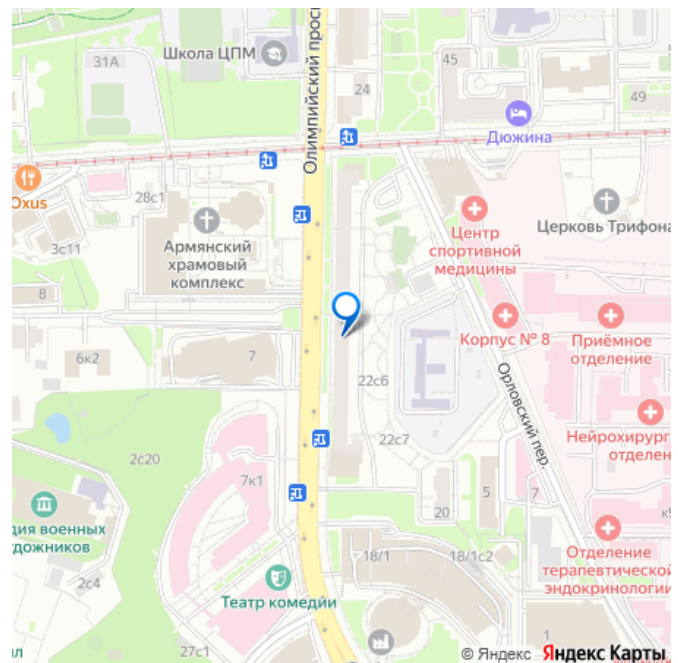 Школа ЦПМ
31А
Олимпийский просп
24
45
49
Дюжина
Oxus
28с1
3с11
Армянский
храмовый
комплекс
Центр
спортивной
медицины
Церковь Трифона
8
6к2
7
22с6
Корпус № 8
Приёмное
отделение
Орловский пер.
Нейрохирург
отделен
22с7
2с20
7к1
5
7
20
к5
дия военных
удожников
2с4
18/1
18/1с2
Отделение
терапевтической
эндокринологии
Театр комедии
27с1
1
© Яндекс Яндекс Карты